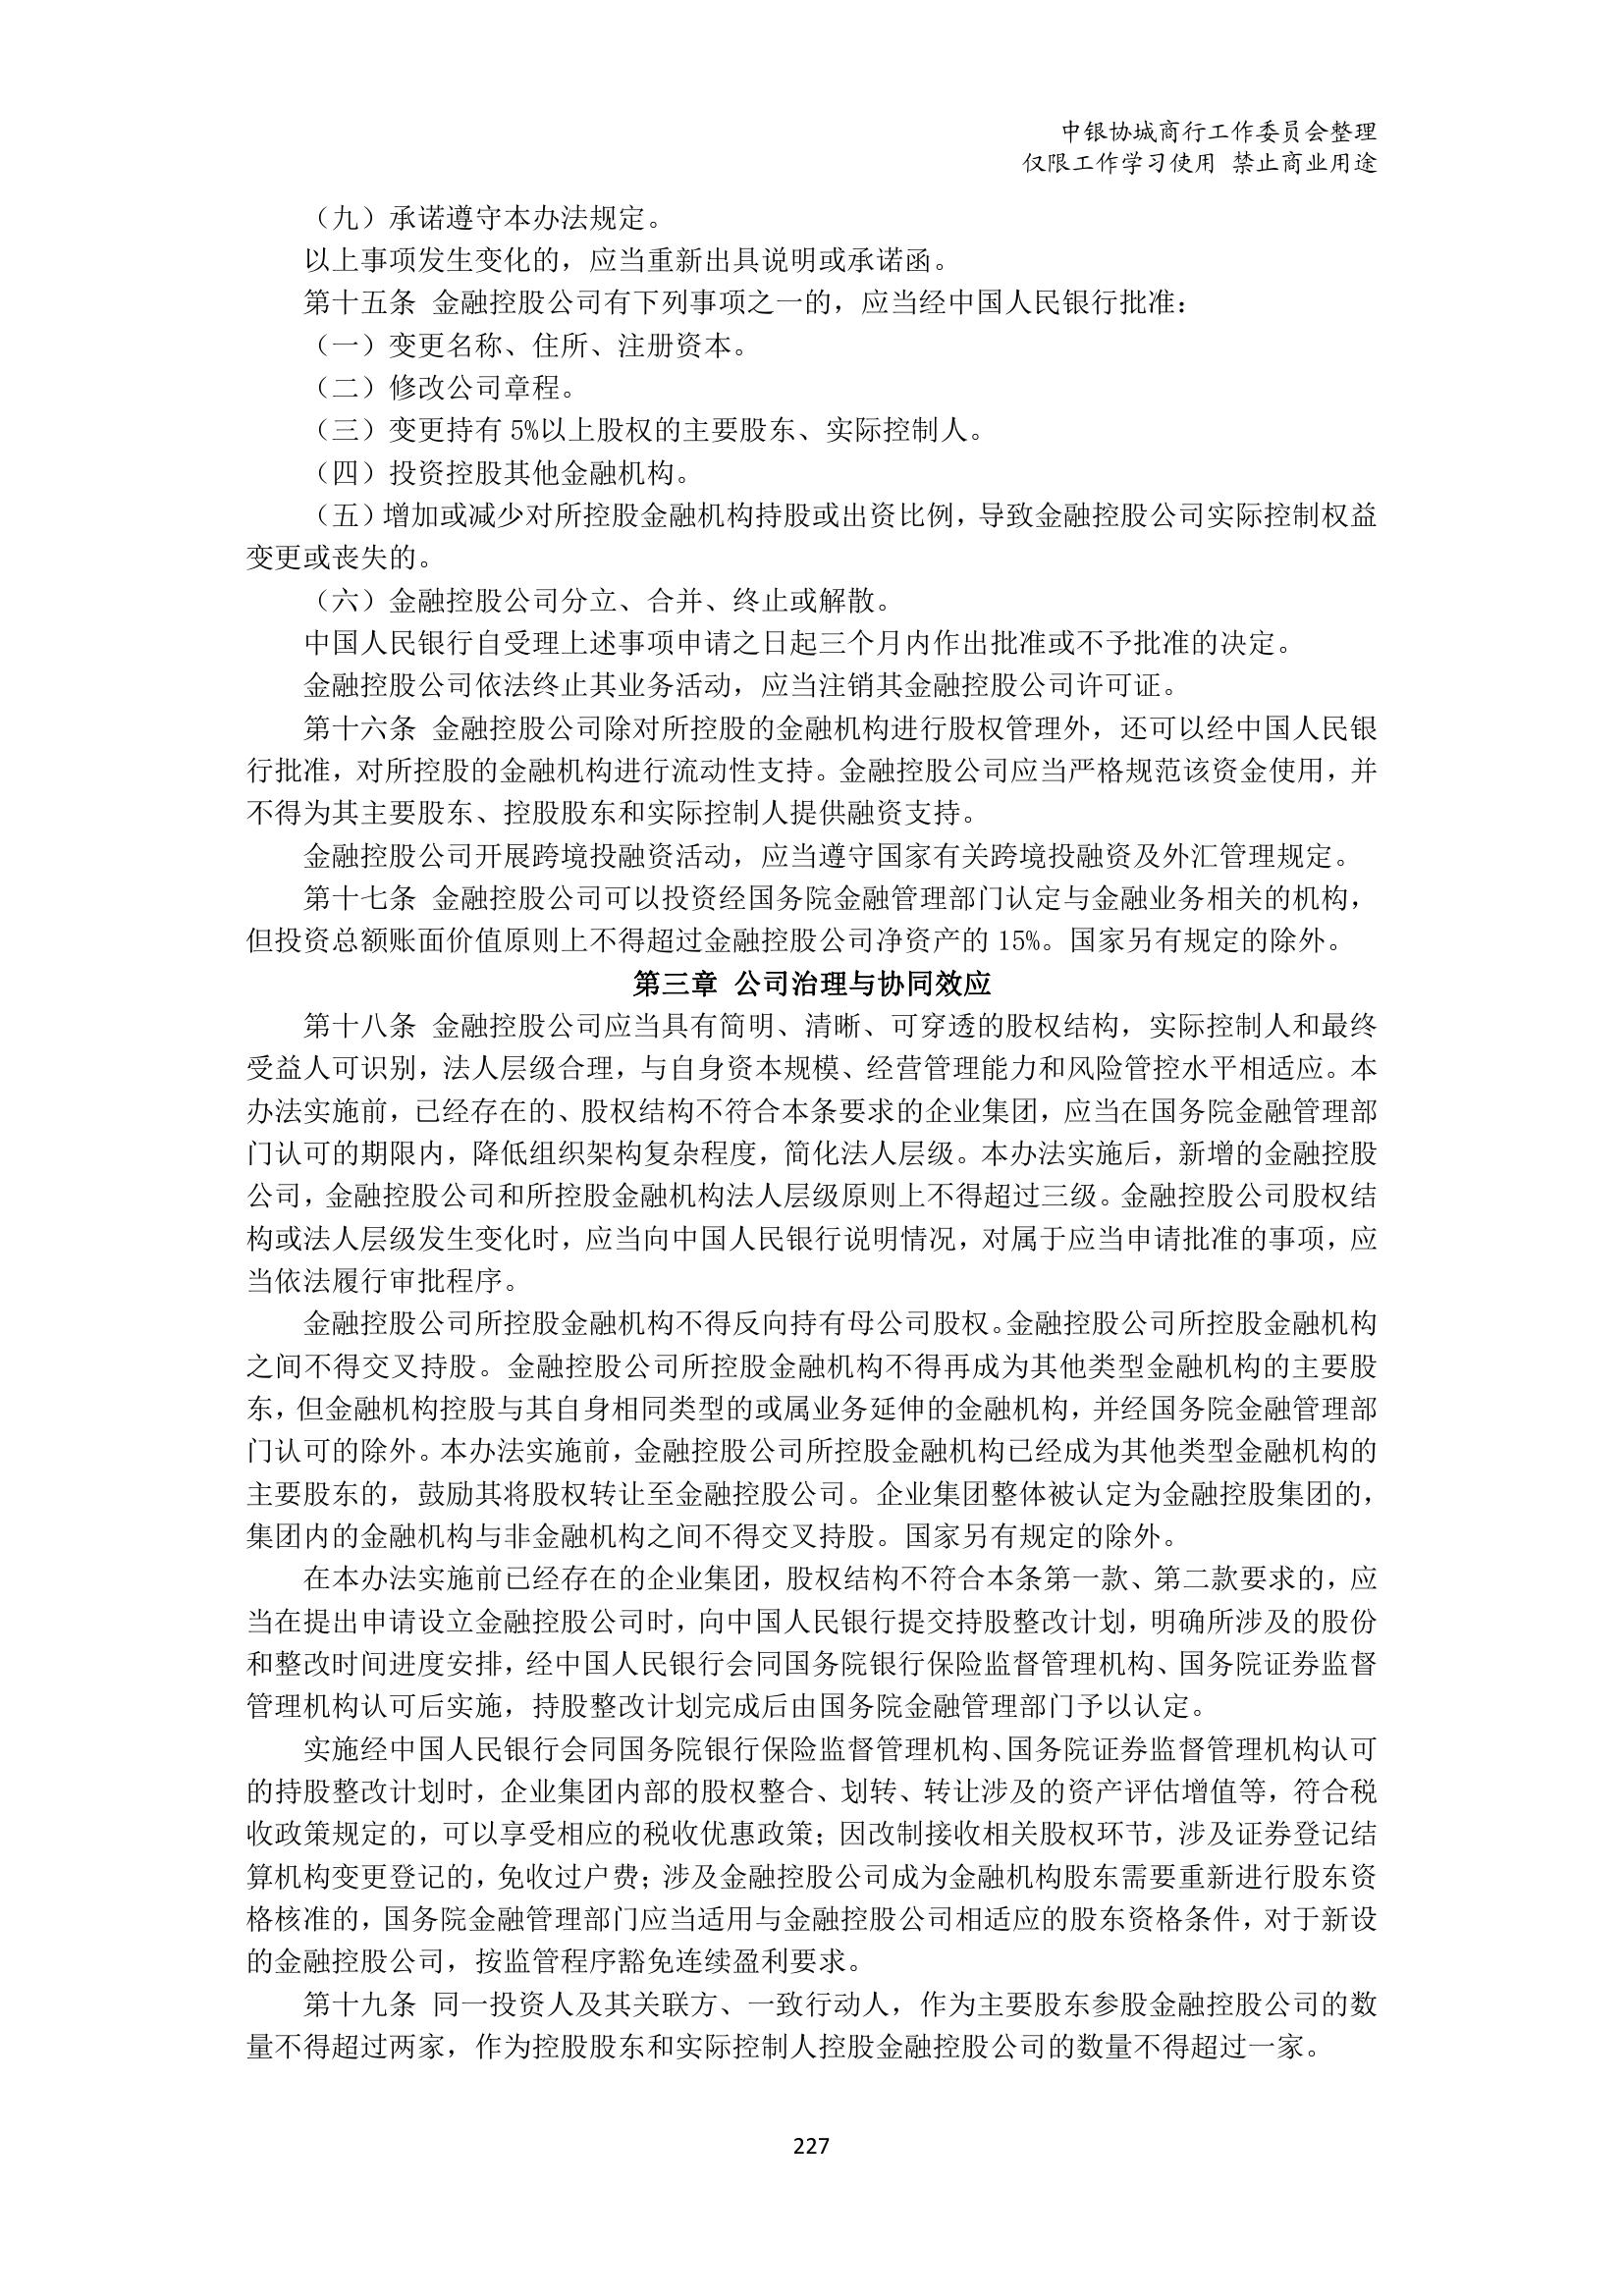 中银协城商行工作委员会整理
仅限工作学习使用 禁止商业用途
（九）承诺遵守本办法规定。
以上事项发生变化的，应当重新出具说明或承诺函。
第十五条 金融控股公司有下列事项之一的，应当经中国人民银行批准：
（一）变更名称、住所、注册资本。
（二）修改公司章程。
（三）变更持有 5%以上股权的主要股东、实际控制人。
（四）投资控股其他金融机构。
（五）增加或减少对所控股金融机构持股或出资比例，导致金融控股公司实际控制权益
变更或丧失的。
（六）金融控股公司分立、合并、终止或解散。
中国人民银行自受理上述事项申请之日起三个月内作出批准或不予批准的决定。
金融控股公司依法终止其业务活动，应当注销其金融控股公司许可证。
第十六条 金融控股公司除对所控股的金融机构进行股权管理外，还可以经中国人民银
行批准，对所控股的金融机构进行流动性支持。金融控股公司应当严格规范该资金使用，并
不得为其主要股东、控股股东和实际控制人提供融资支持。
金融控股公司开展跨境投融资活动，应当遵守国家有关跨境投融资及外汇管理规定。
第十七条 金融控股公司可以投资经国务院金融管理部门认定与金融业务相关的机构，
但投资总额账面价值原则上不得超过金融控股公司净资产的 15%。国家另有规定的除外。
第三章 公司治理与协同效应
第十八条 金融控股公司应当具有简明、清晰、可穿透的股权结构，实际控制人和最终
受益人可识别，法人层级合理，与自身资本规模、经营管理能力和风险管控水平相适应。本
办法实施前，已经存在的、股权结构不符合本条要求的企业集团，应当在国务院金融管理部
门认可的期限内，降低组织架构复杂程度，简化法人层级。本办法实施后，新增的金融控股
公司，金融控股公司和所控股金融机构法人层级原则上不得超过三级。金融控股公司股权结
构或法人层级发生变化时，应当向中国人民银行说明情况，对属于应当申请批准的事项，应
当依法履行审批程序。
金融控股公司所控股金融机构不得反向持有母公司股权。金融控股公司所控股金融机构
之间不得交叉持股。金融控股公司所控股金融机构不得再成为其他类型金融机构的主要股
东，但金融机构控股与其自身相同类型的或属业务延伸的金融机构，并经国务院金融管理部
门认可的除外。本办法实施前，金融控股公司所控股金融机构已经成为其他类型金融机构的
主要股东的，鼓励其将股权转让至金融控股公司。企业集团整体被认定为金融控股集团的，
集团内的金融机构与非金融机构之间不得交叉持股。国家另有规定的除外。
在本办法实施前已经存在的企业集团，股权结构不符合本条第一款、第二款要求的，应
当在提出申请设立金融控股公司时，向中国人民银行提交持股整改计划，明确所涉及的股份
和整改时间进度安排，经中国人民银行会同国务院银行保险监督管理机构、国务院证券监督
管理机构认可后实施，持股整改计划完成后由国务院金融管理部门予以认定。
实施经中国人民银行会同国务院银行保险监督管理机构、国务院证券监督管理机构认可
的持股整改计划时，企业集团内部的股权整合、划转、转让涉及的资产评估增值等，符合税
收政策规定的，可以享受相应的税收优惠政策；因改制接收相关股权环节，涉及证券登记结
算机构变更登记的，免收过户费；涉及金融控股公司成为金融机构股东需要重新进行股东资
格核准的，国务院金融管理部门应当适用与金融控股公司相适应的股东资格条件，对于新设
的金融控股公司，按监管程序豁免连续盈利要求。
第十九条 同一投资人及其关联方、一致行动人，作为主要股东参股金融控股公司的数
量不得超过两家，作为控股股东和实际控制人控股金融控股公司的数量不得超过一家。
227